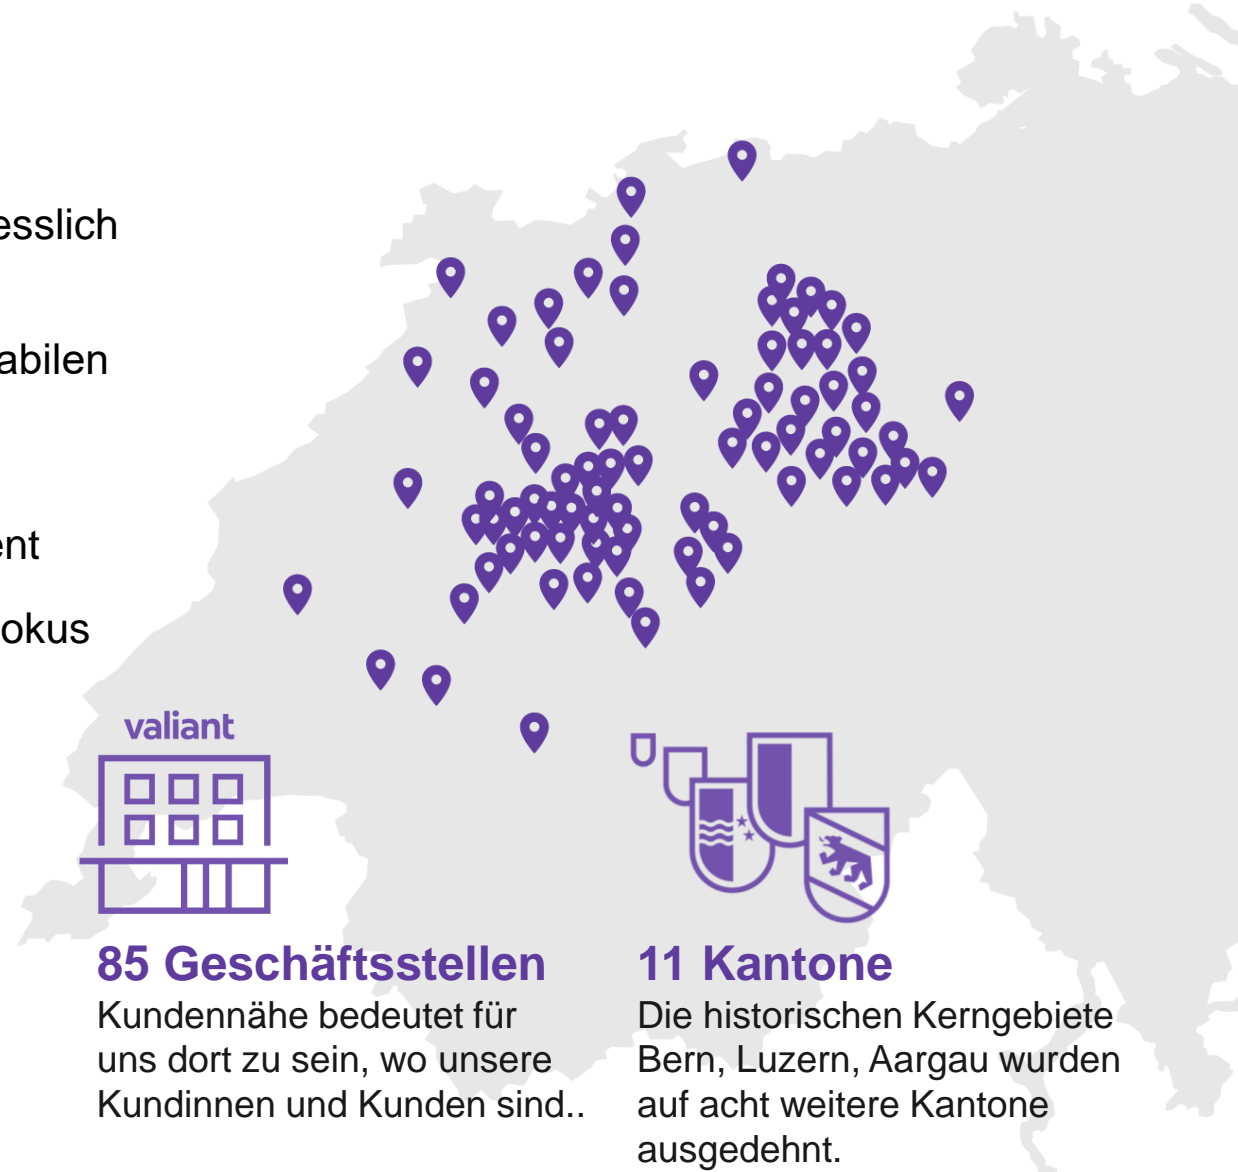 esslich
abilen
ent
okus
valiant
85 Geschäftsstellen
Kundennähe bedeutet für
uns dort zu sein, wo unsere
Kundinnen und Kunden sind..
11 Kantone
Die historischen Kerngebiete
Bern, Luzern, Aargau wurden
auf acht weitere Kantone
ausgedehnt.